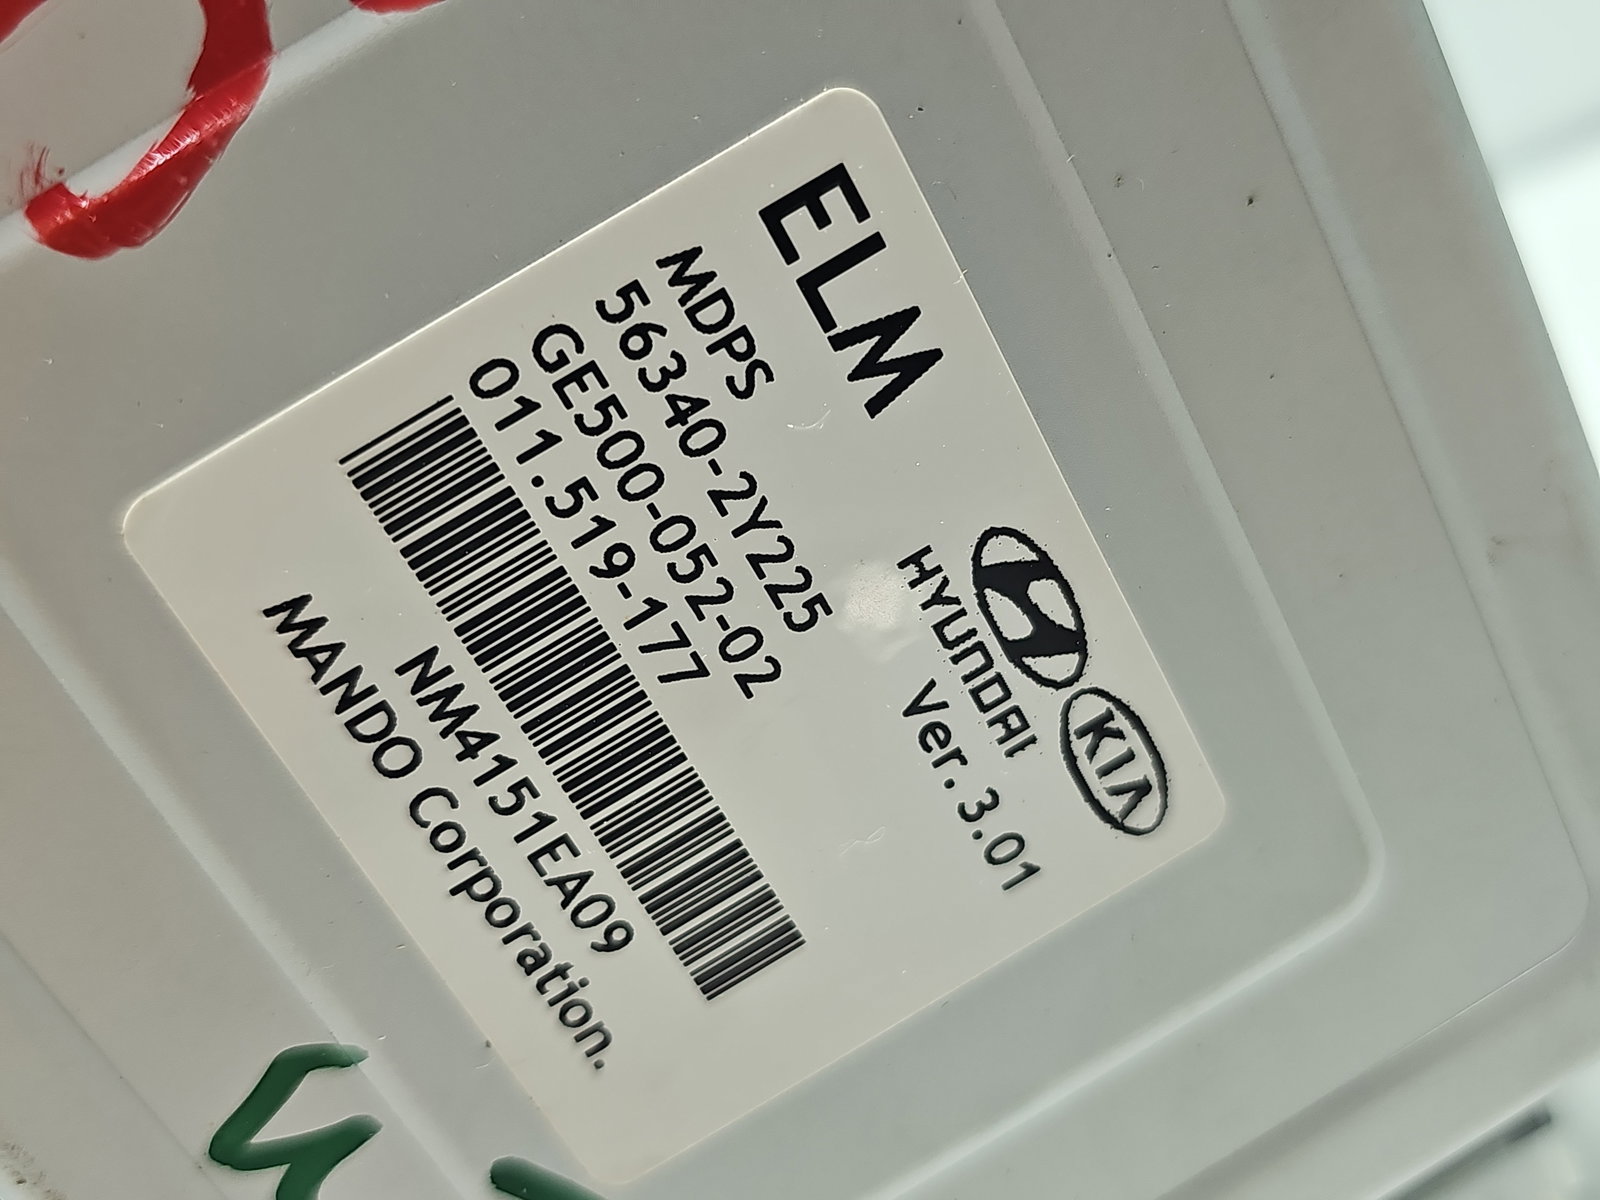 ELM
HYUNDAI
KIA
MDPS
Ver.3.01
56340-2Y225
GE500-052-02
011.519-177
NM4151EA09
MANDO Corporation.